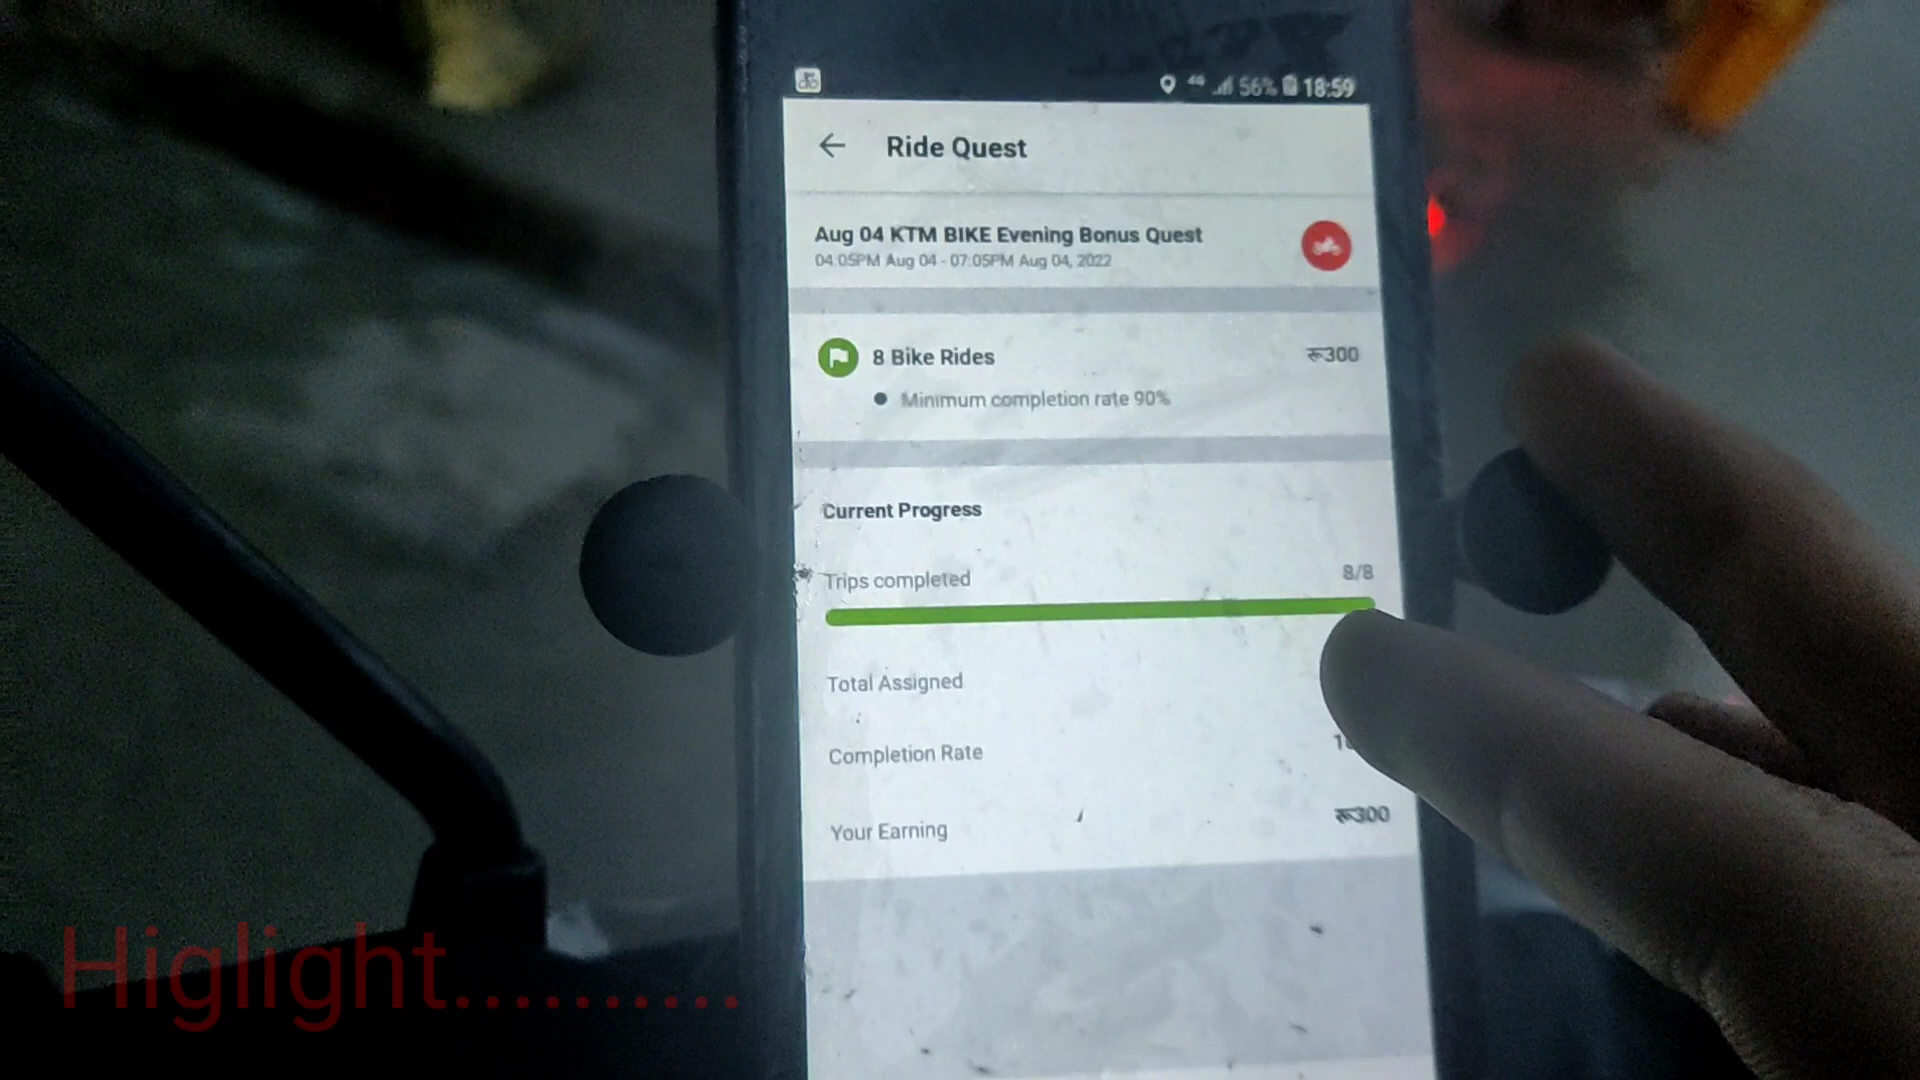 4G 56% 18:59
Ride Quest
Aug 04 KTM BIKE Evening Bonus Quest
04:05PM Aug 04 - 07:05PM Aug 04, 2022
8 Bike Rides रू300
Minimum completion rate 90%
Current Progress
Trips completed 8/8
Total Assigned
Completion Rate
Your Earning रू300
Higlight..........